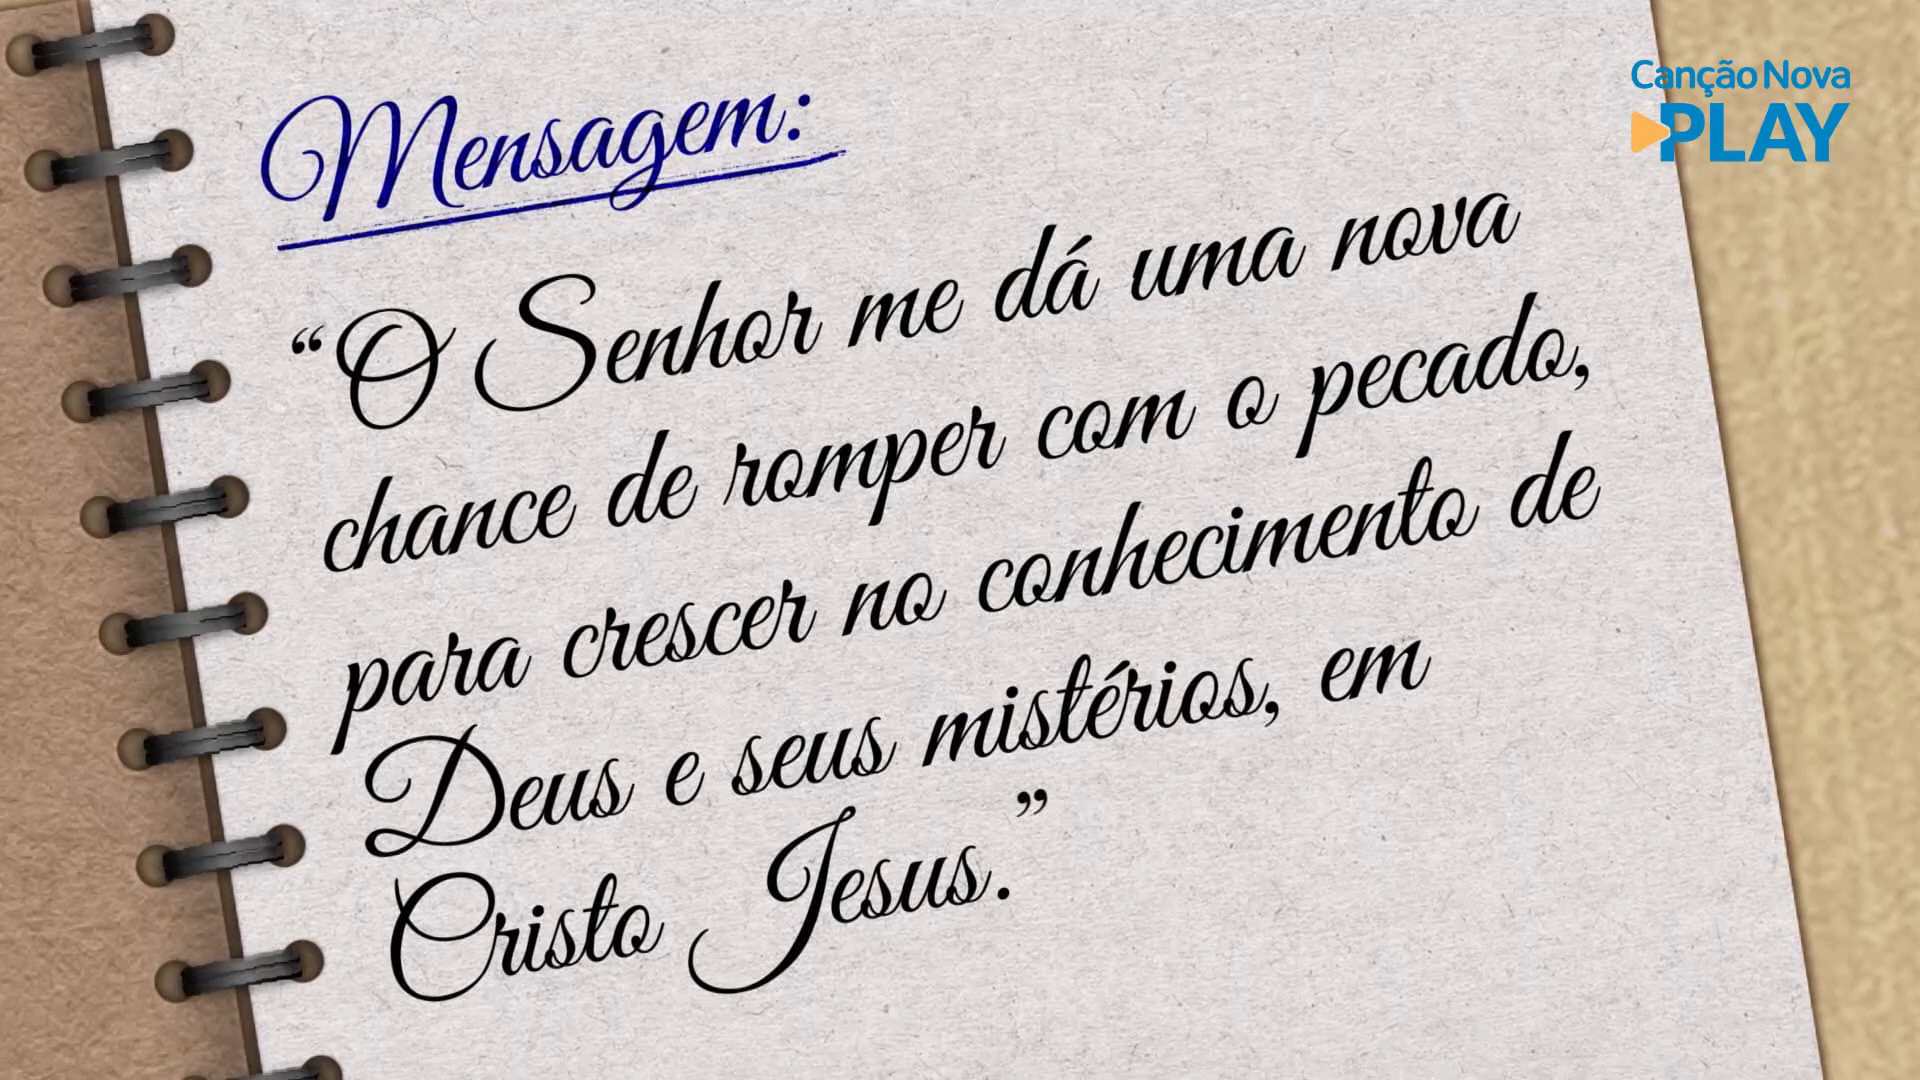 Canção Nova
PLAY
Mensagem:
“O Senhor me dá uma nova
chance de romper com o pecado,
para crescer no conhecimento de
Deus e seus mistérios, em
Cristo Jesus.”